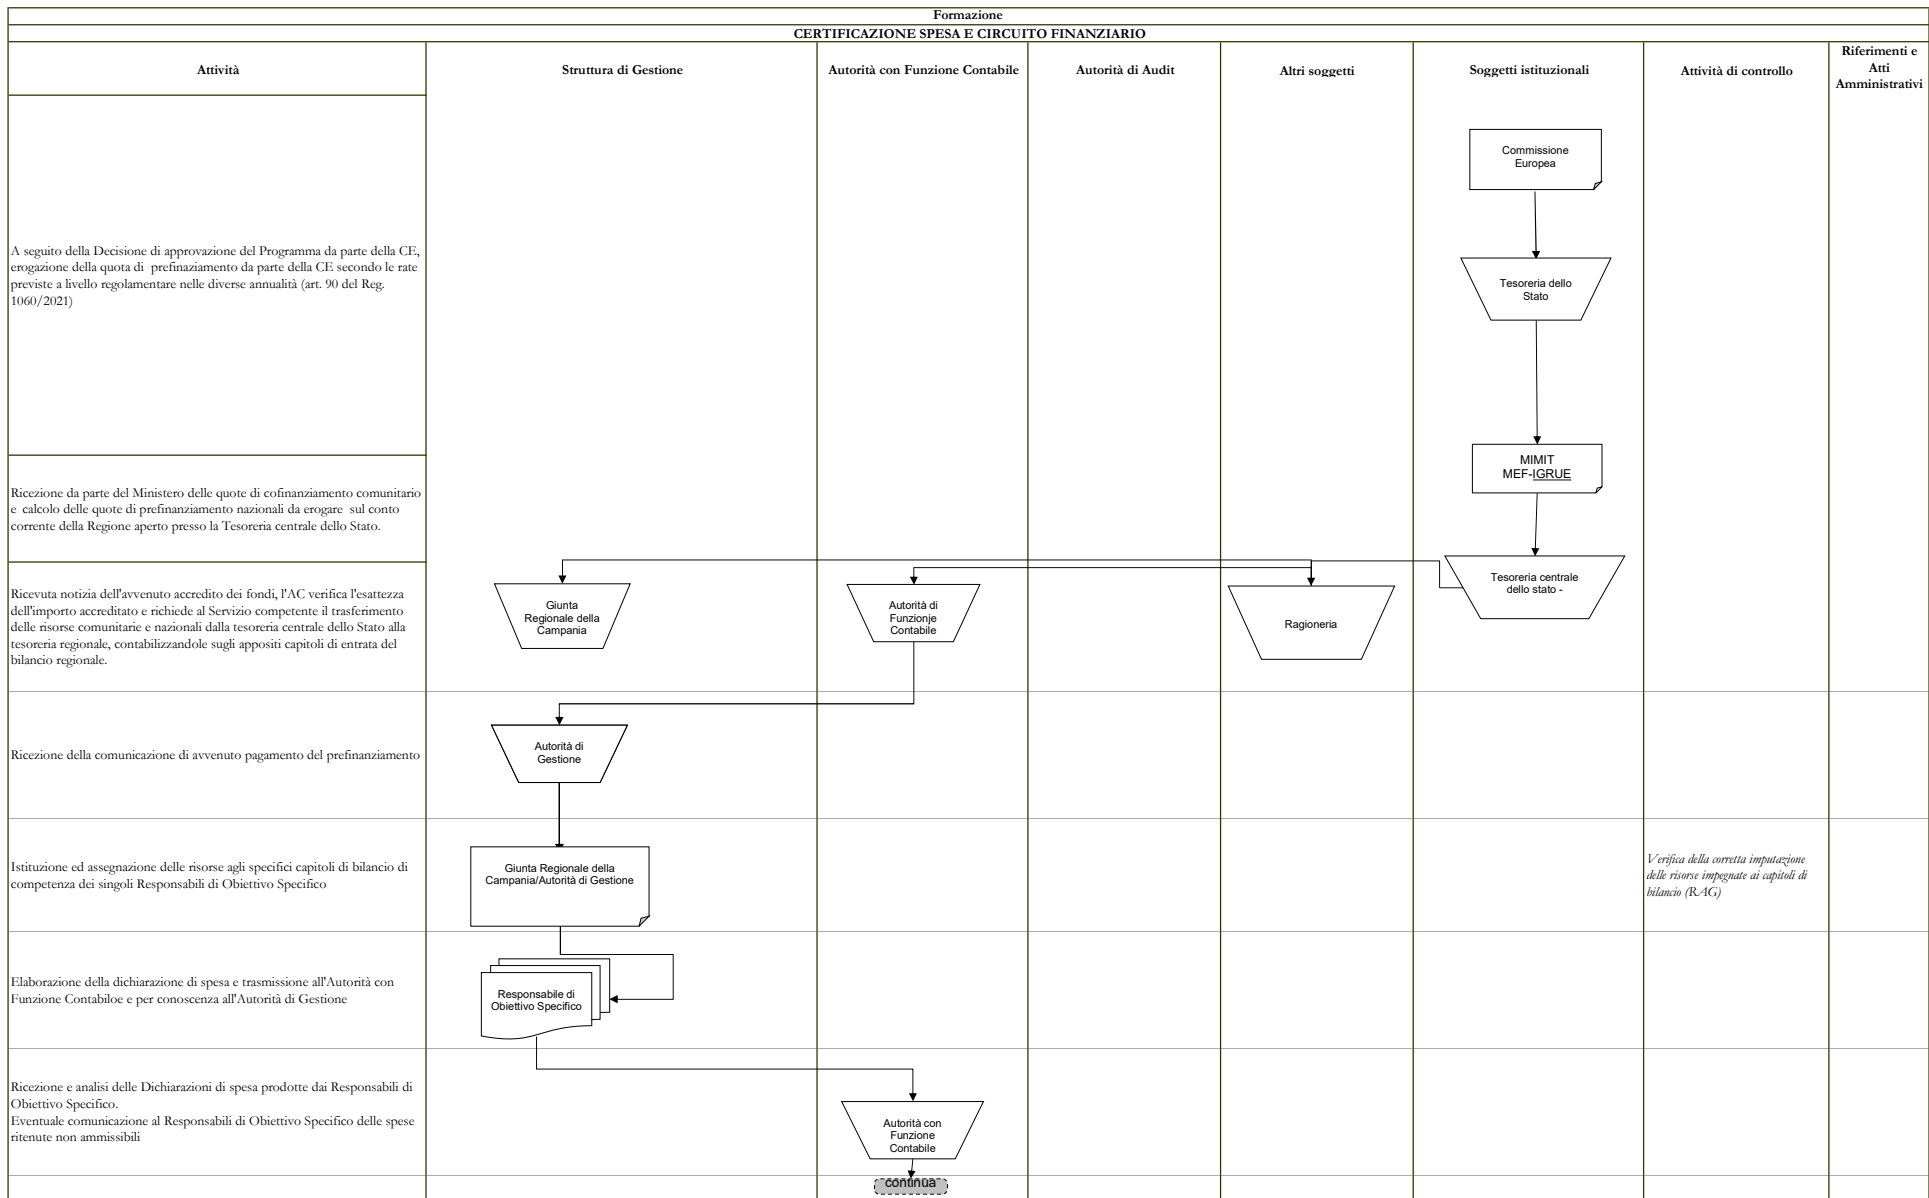 Formazione
CERTIFICAZIONE SPESA E CIRCUITO FINANZIARIO
Attività
Struttura di Gestione
Autorità con Funzione Contabile
Autorità di Audit
Altri soggetti
Soggetti istituzionali
Attività di controllo
Riferimenti e
Atti
Amministrativi
Commissione
Europea
A seguito della Decisione di approvazione del Programma da parte della CE,
erogazione della quota di prefinaziamento da parte della CE secondo le rate
previste a livello regolamentare nelle diverse annualità (art. 90 del Reg.
1060/2021)
Tesoreria dello
Stato
MIMIT
MEF-IGRUE
Ricezione da parte del Ministero delle quote di cofinanziamento comunitario
e calcolo delle quote di prefinanziamento nazionali da erogare sul conto
corrente della Regione aperto presso la Tesoreria centrale dello Stato.
Ricevuta notizia dell'avvenuto accredito dei fondi, l'AC verifica l'esattezza
dell'importo accreditato e richiede al Servizio competente il trasferimento
delle risorse comunitarie e nazionali dalla tesoreria centrale dello Stato alla
tesoreria regionale, contabilizzandole sugli appositi capitoli di entrata del
bilancio regionale.
Giunta
Regionale della
Campania
Autorità di
Funzionje
Contabile
Ragioneria
Tesoreria centrale
dello stato -
Ricezione della comunicazione di avvenuto pagamento del prefinanziamento
Autorità di
Gestione
Istituzione ed assegnazione delle risorse agli specifici capitoli di bilancio di
competenza dei singoli Responsabili di Obiettivo Specifico
Giunta Regionale della
Campania/Autorità di Gestione
Verifica della corretta imputazione
delle risorse impegnate ai capitoli di
bilancio (RAG)
Elaborazione della dichiarazione di spesa e trasmissione all'Autorità con
Funzione Contabiloe e per conoscenza all'Autorità di Gestione
Responsabile di
Obiettivo Specifico
Ricezione e analisi delle Dichiarazioni di spesa prodotte dai Responsabili di
Obiettivo Specifico.
Eventuale comunicazione al Responsabili di Obiettivo Specifico delle spese
ritenute non ammissibili
Autorità con
Funzione
Contabile
continua